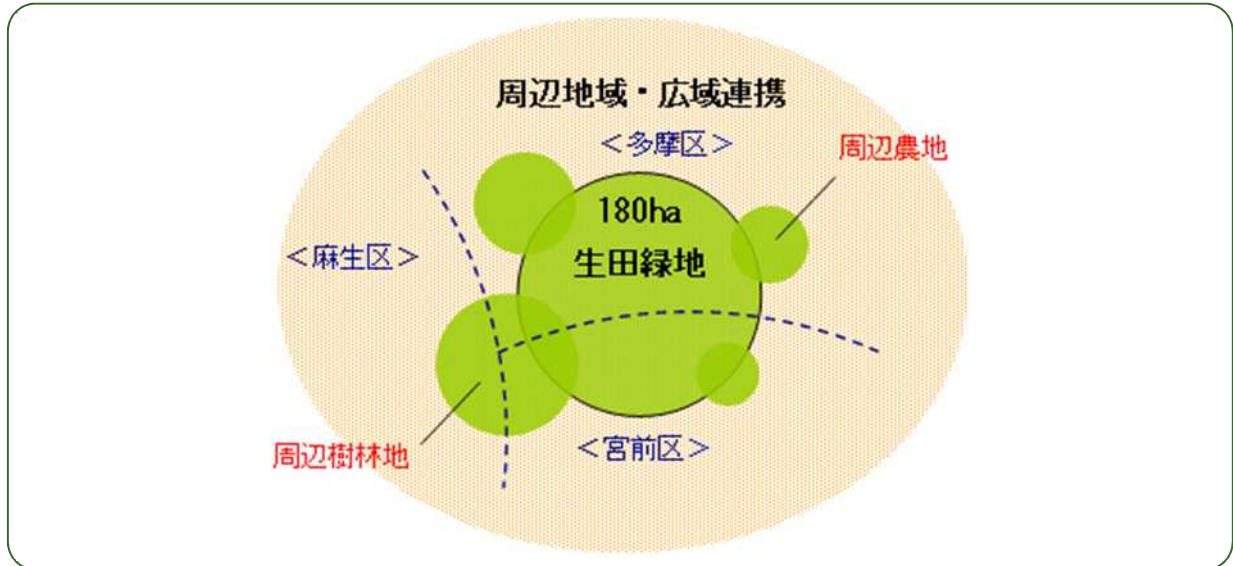 周辺地域・広域連携
＜多摩区＞
周辺農地
180ha
生田緑地
＜麻生区＞
周辺樹林地
＜宮前区＞